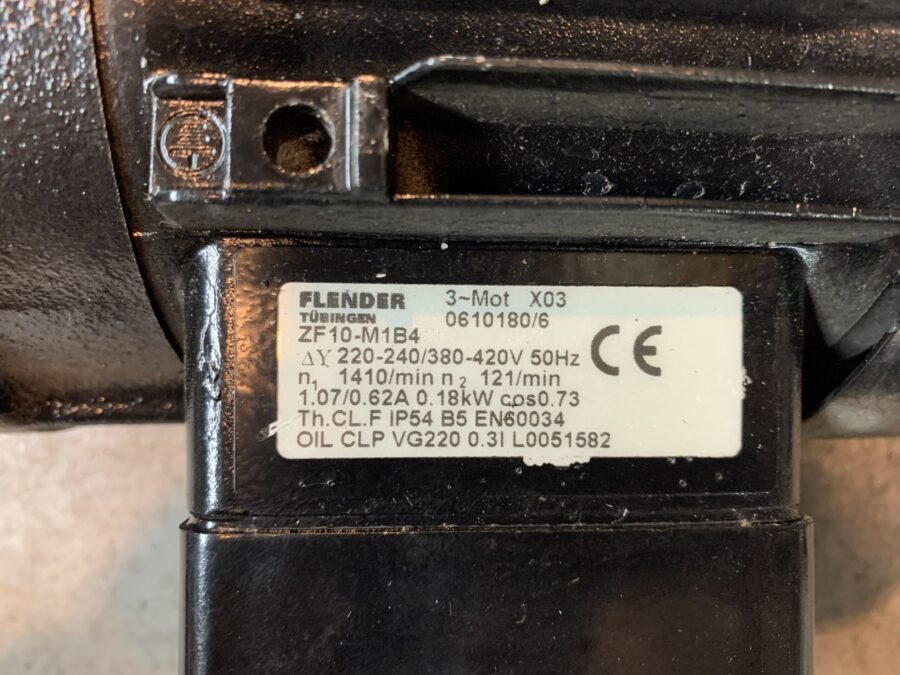 FLENDER 3~Mot X03
TÜBINGEN 0610180/6
ZF10-M1B4
CE
ΔY 220-240/380-420V 50Hz
n₁ 1410/min n₂ 121/min
1.07/0.62A 0.18kW cos0.73
Th.CL.F IP54 B5 EN60034
OIL CLP VG220 0.3l L0051582